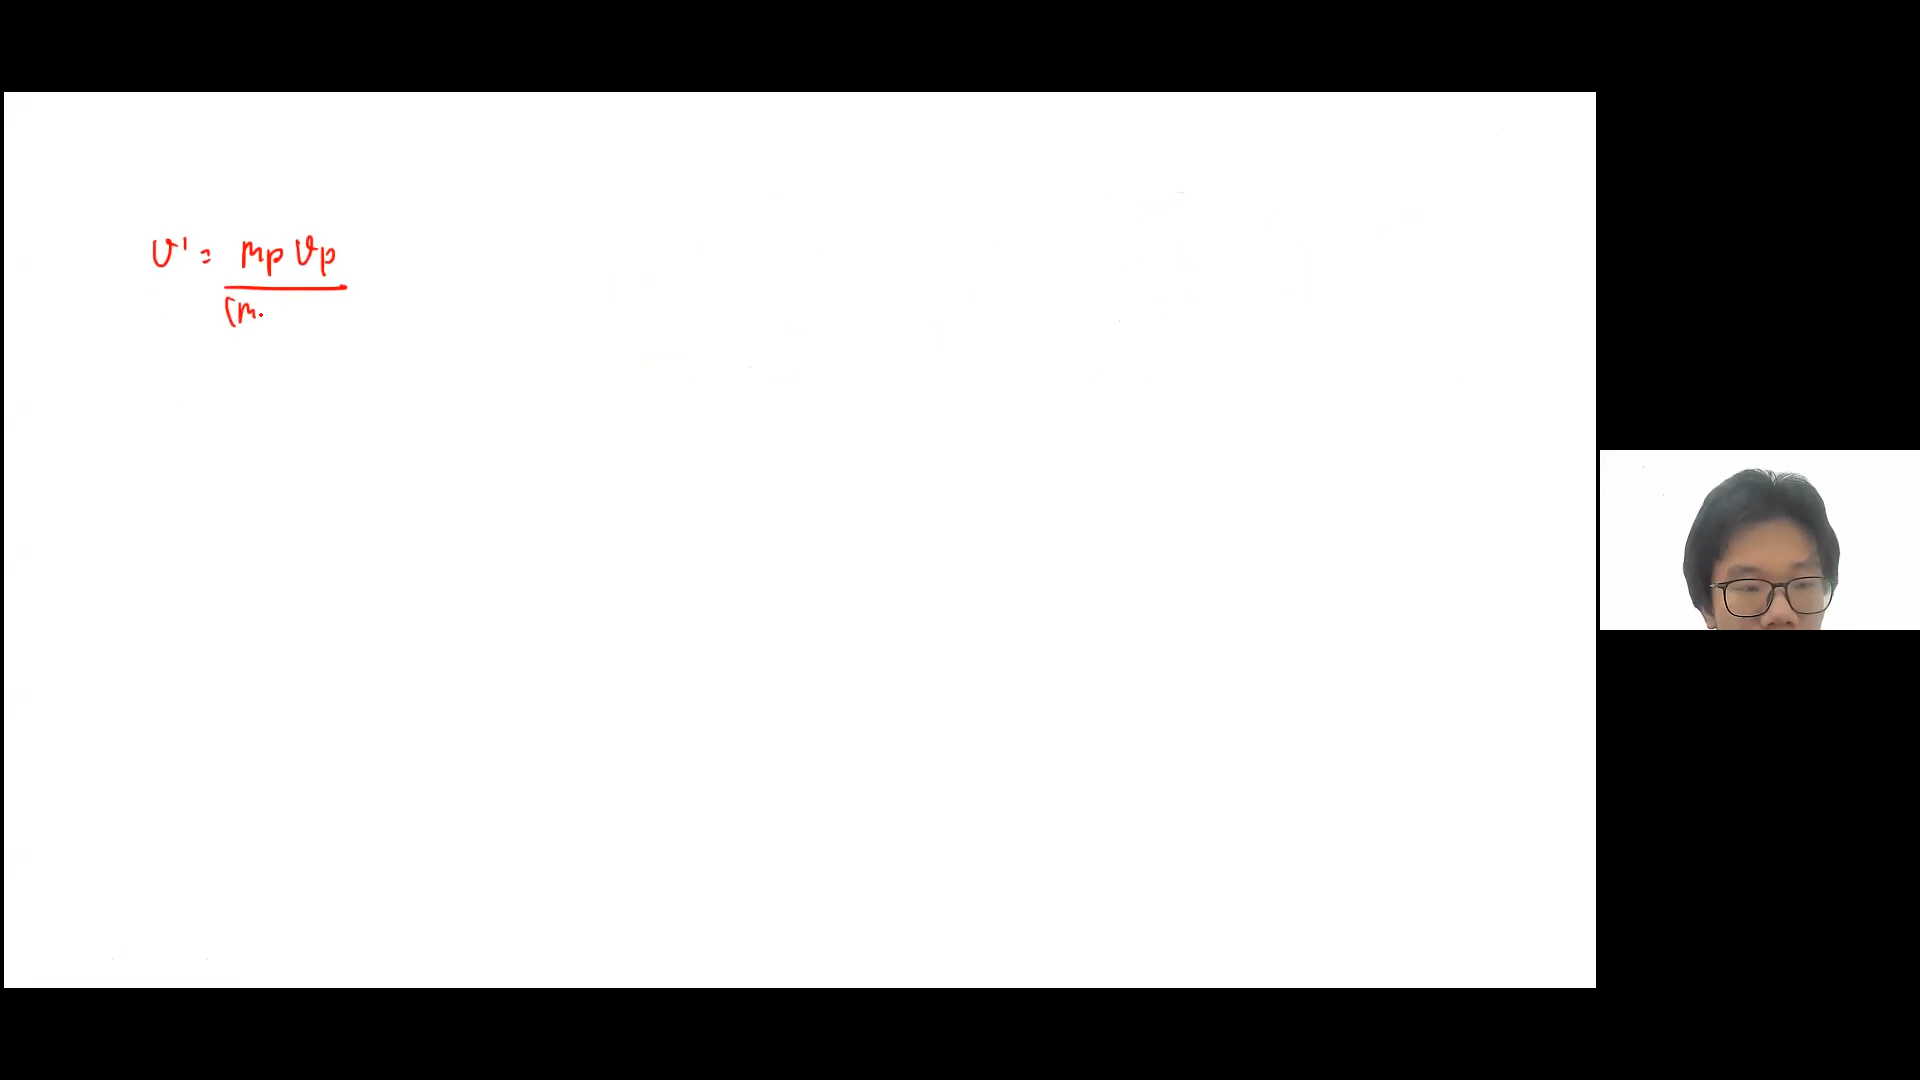 v' = mp vp
(m